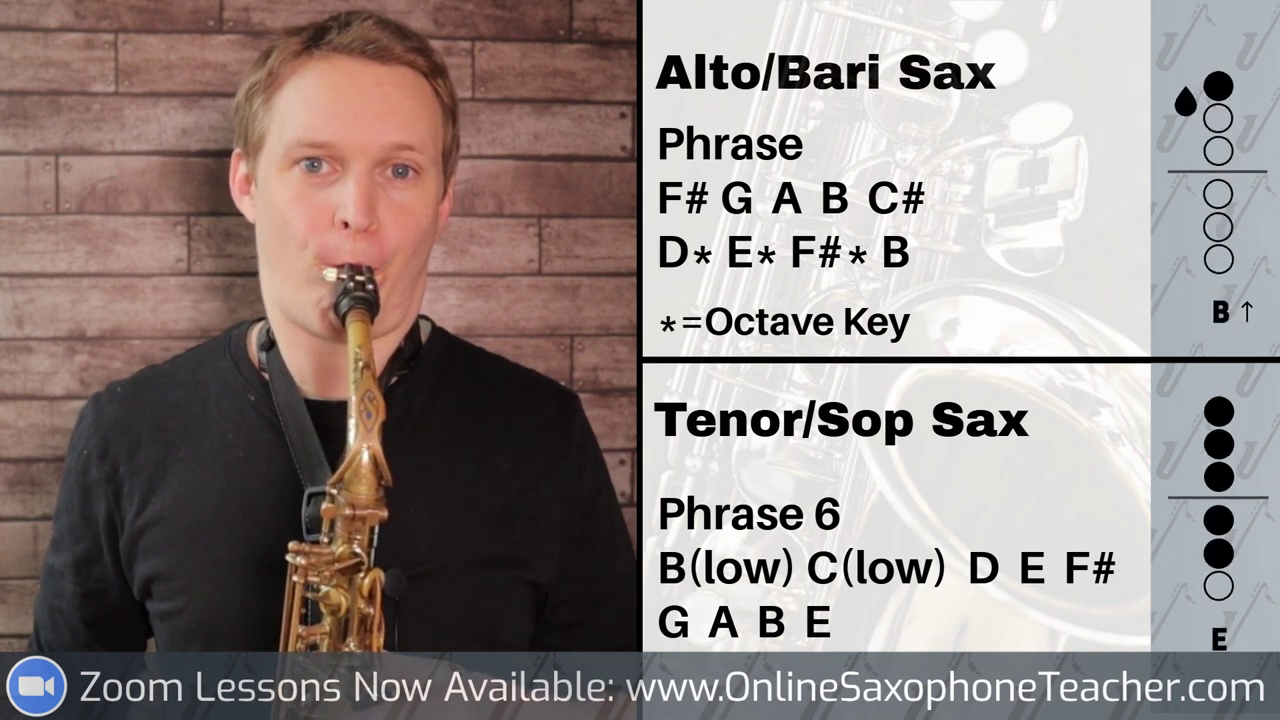 Alto/Bari Sax
Phrase
F# G A B C#
D* E* F#* B
*=Octave Key
B ↑
Tenor/Sop Sax
Phrase 6
B(low) C(low) D E F#
G A B E
E
Zoom Lessons Now Available: www.OnlineSaxophoneTeacher.com